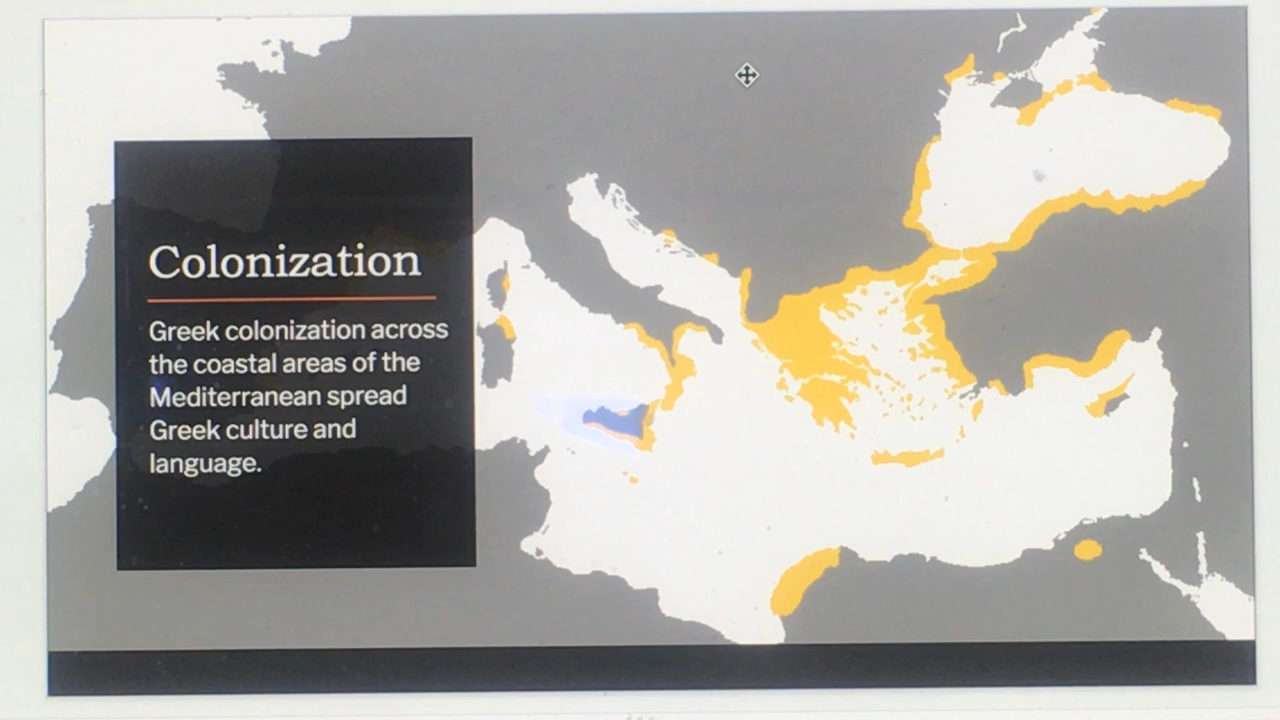 Colonization
Greek colonization across
the coastal areas of the
Mediterranean spread
Greek culture and
language.